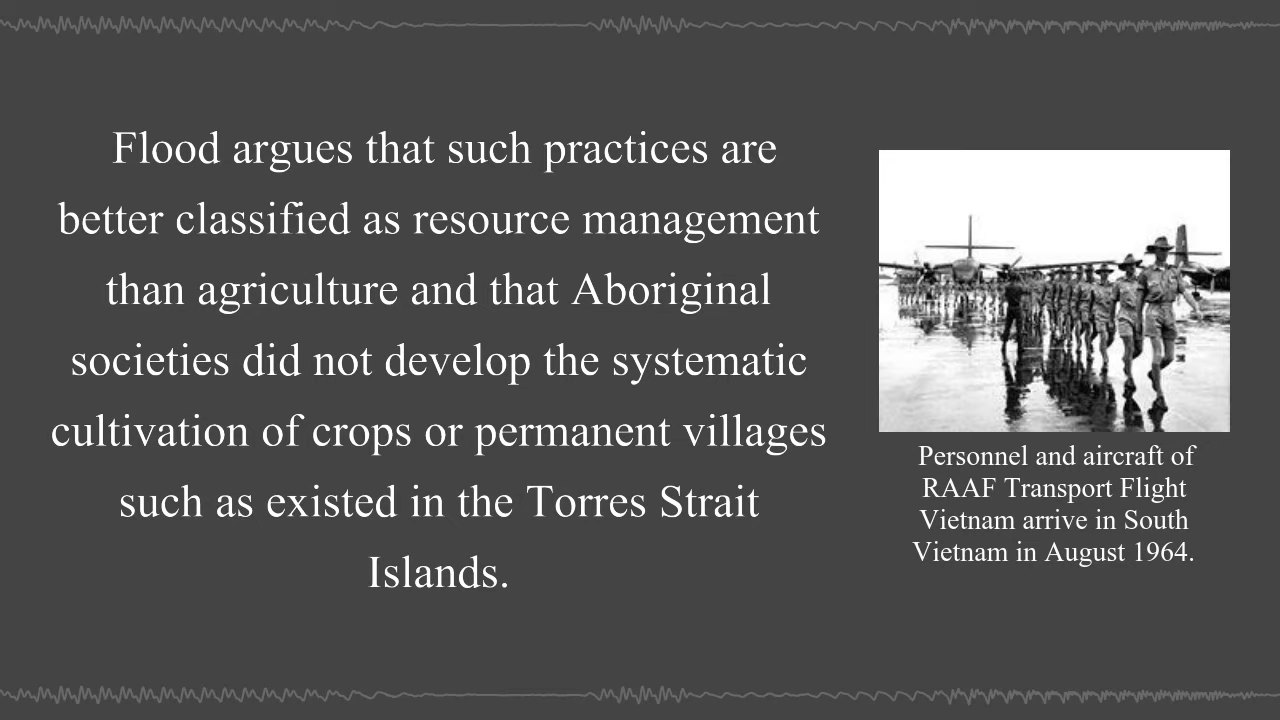 Flood argues that such practices are
better classified as resource management
than agriculture and that Aboriginal
societies did not develop the systematic
cultivation of crops or permanent villages
such as existed in the Torres Strait
Islands.
Personnel and aircraft of
RAAF Transport Flight
Vietnam arrive in South
Vietnam in August 1964.